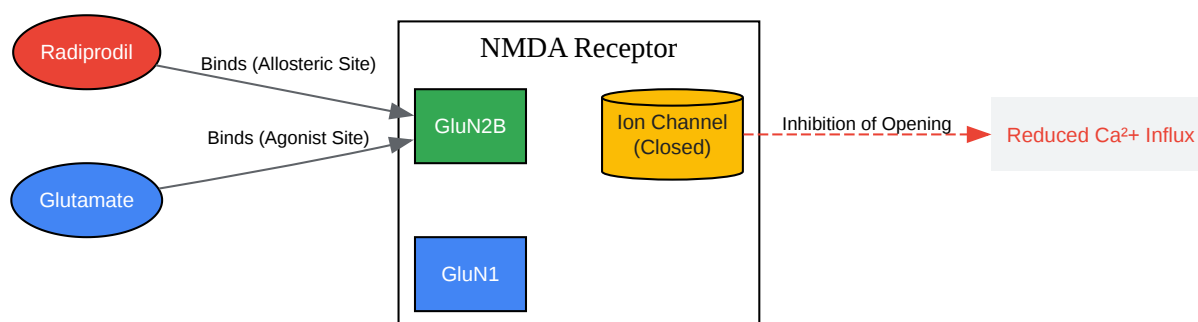 Radiprodil
Binds (Allosteric Site)
NMDA Receptor
GluN2B
Ion Channel
(Closed)
Inhibition of Opening
Reduced Ca²+ Influx
Binds (Agonist Site)
Glutamate
GluN1